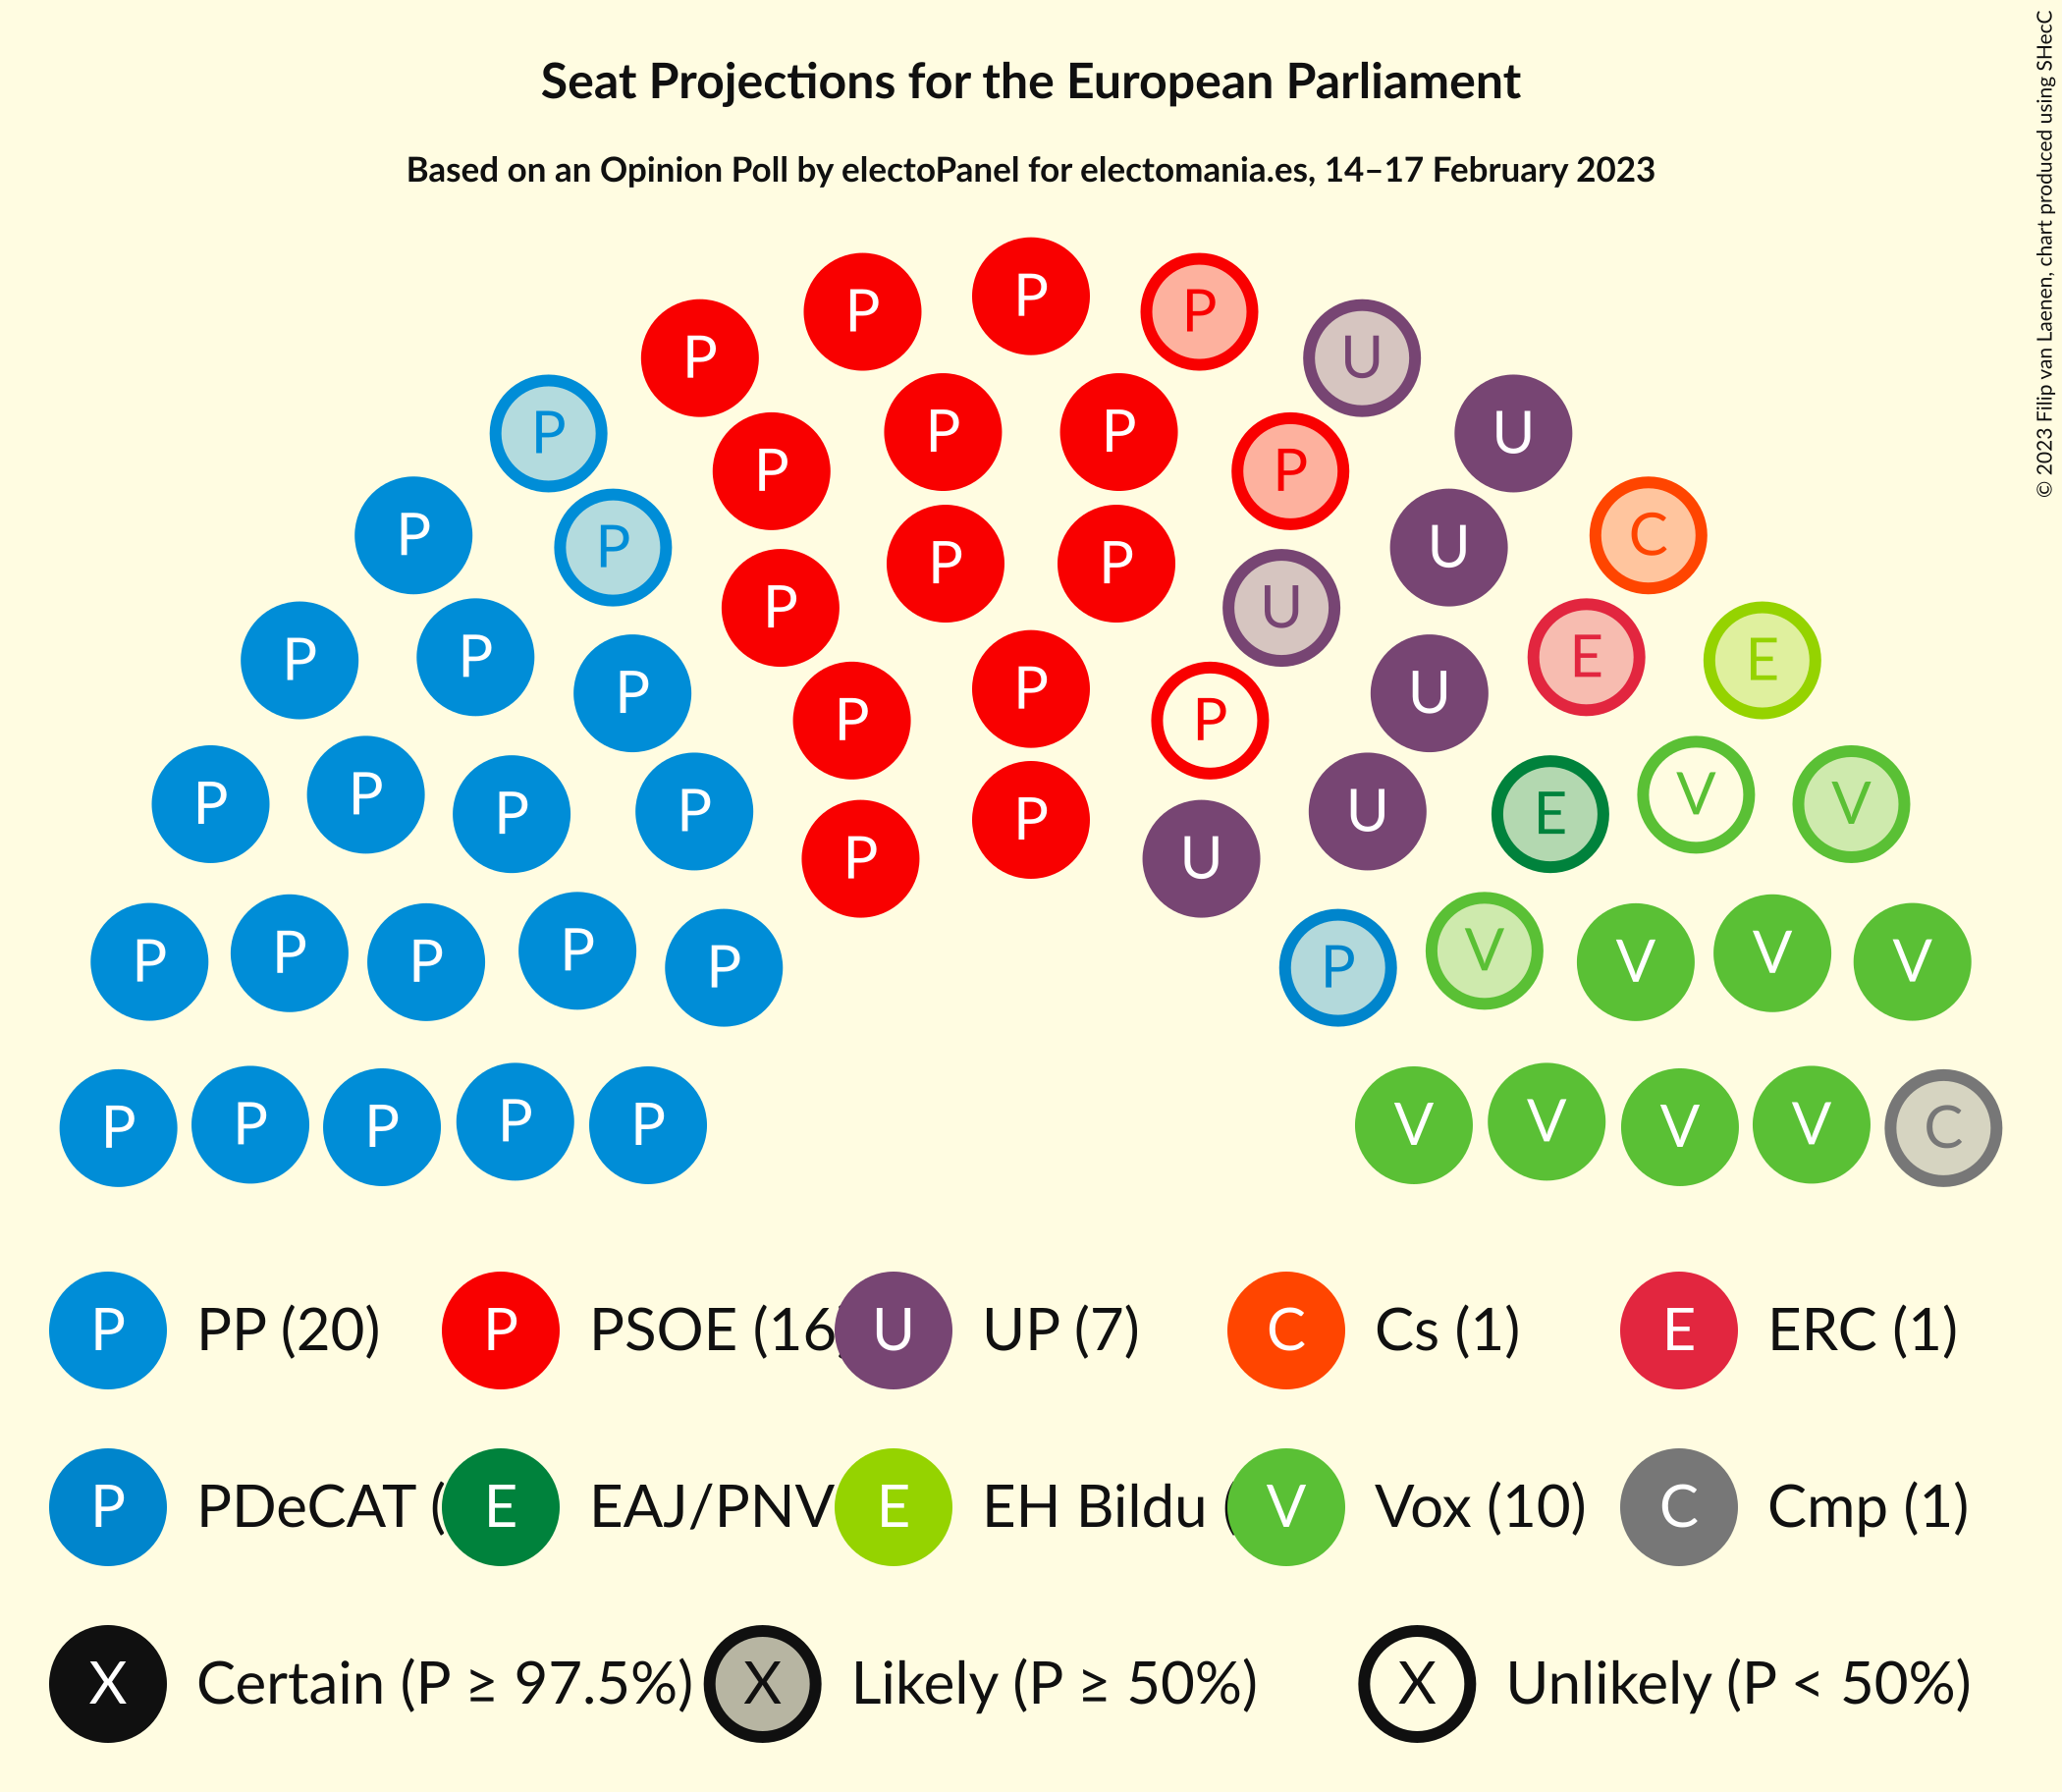 Seat Projections for the European Parliament
Based on an Opinion Poll by electoPanel for electomania.es, 14–17 February 2023
© 2023 Filip van Laenen, chart produced using SHecC
P P P P U
P P P P P U U
P P P P P U U C
P P P P P P U E E
P P P P P P P U U E V V
P P P P P P V V V V
P P P P P V V V V C
P PP (20) P PSOE (16 U UP (7) C Cs (1) E ERC (1)
P PDeCAT ( E EAJ/PNV E EH Bildu ( V Vox (10) C Cmp (1)
X Certain (P ≥ 97.5%) X Likely (P ≥ 50%) X Unlikely (P < 50%)